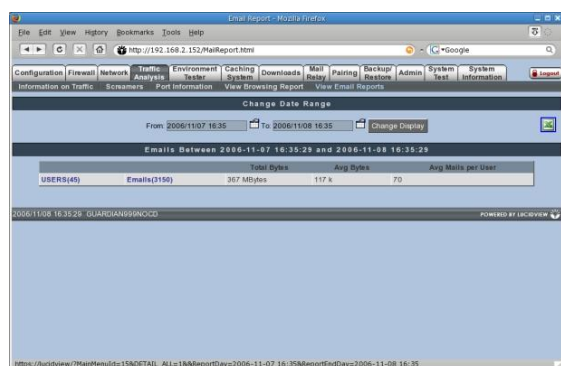 Email Report - Mozilla Firefox
File Edit View History Bookmarks Tools Help
http://192.168.2.152/MailReport.html
Google
Configuration Firewall Network Traffic Analysis Environment Tester Caching System Downloads Mail Relay Pairing Backup/Restore Admin System Test System Information Logout
Information on Traffic Screamers Port Information View Browsing Report View Email Reports
Change Date Range
From: 2006/11/07 16:35 To: 2006/11/08 16:35 Change Display
Emails Between 2006-11-07 16:35:29 and 2006-11-08 16:35:29
Total Bytes Avg Bytes Avg Mails per User
USERS(45) Emails(3150) 367 MBytes 117 k 70
2006/11/08 16:35:29 GUARDIAN999NOCD POWERED BY LUCIDVIEW
https://lucidview/?MainMenuId=15&DETAIL_ALL=1&&ReportDay=2006-11-07 16:35&ReportEndDay=2006-11-08 16:35